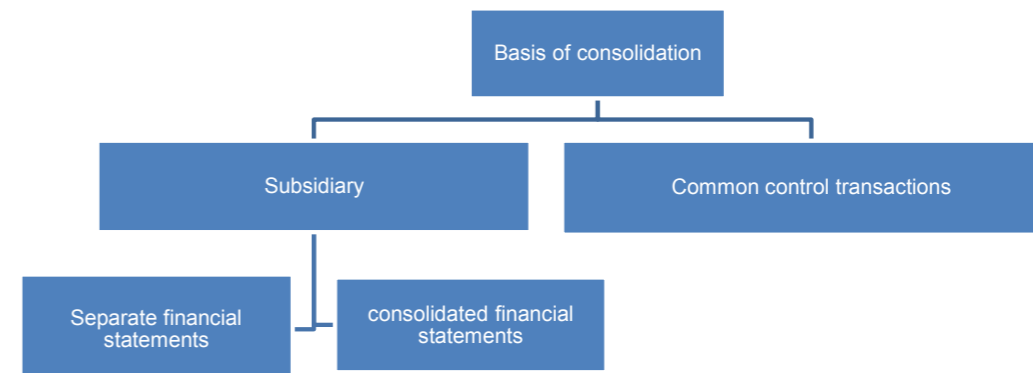 Basis of consolidation
Subsidiary
Common control transactions
Separate financial
statements
consolidated financial
statements